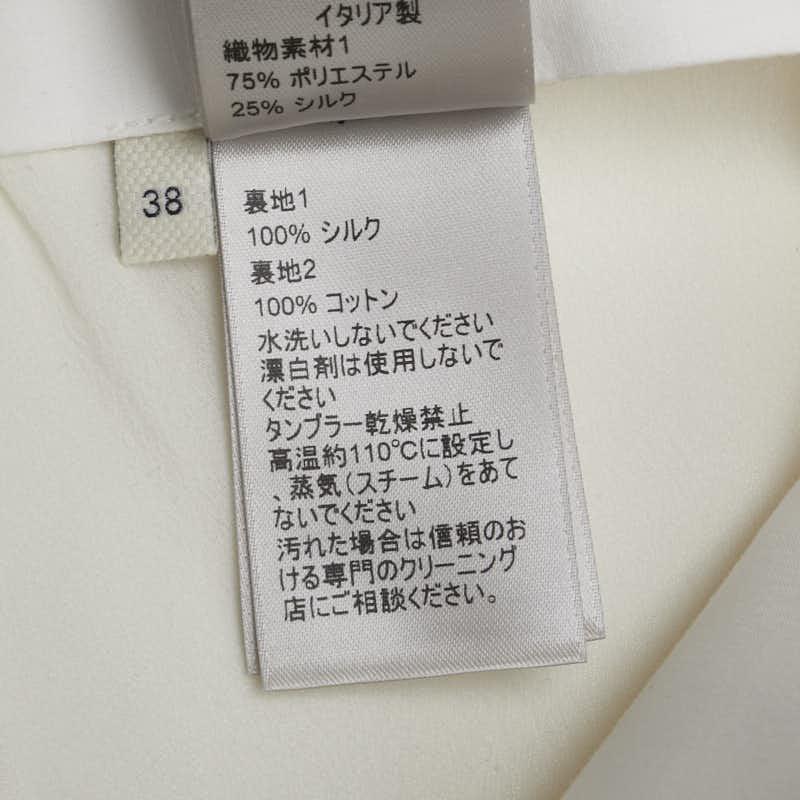 イタリア製
織物素材1
75% ポリエステル
25% シルク
38
裏地1
100% シルク
裏地2
100% コットン
水洗いしないでください
漂白剤は使用しないで
ください
タンブラー乾燥禁止
高温約110℃に設定し
、蒸気(スチーム)をあて
ないでください
汚れた場合は信頼のお
ける専門のクリーニング
店にご相談ください。